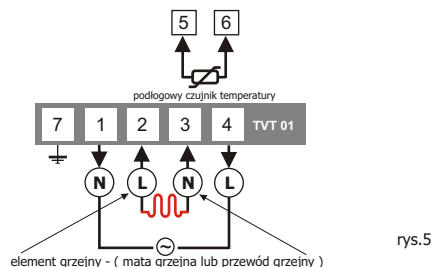 5 6
podłogowy czujnik temperatury
7 1 2 3 4 TVT 01
N L N L
rys.5
element grzejny - ( mata grzejna lub przewód grzejny )